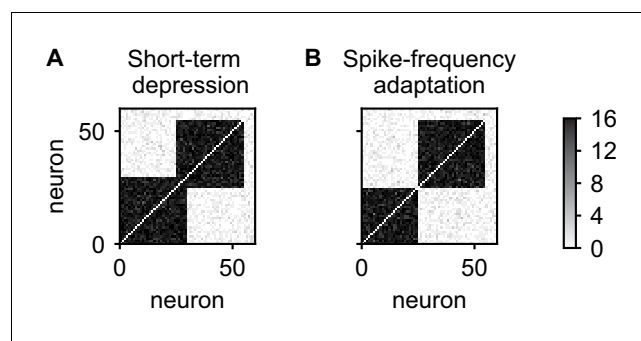 A Short-term B Spike-frequency
depression adaptation
50 16
12
neuron 8
4
0 0
0 50 0 50
neuron neuron